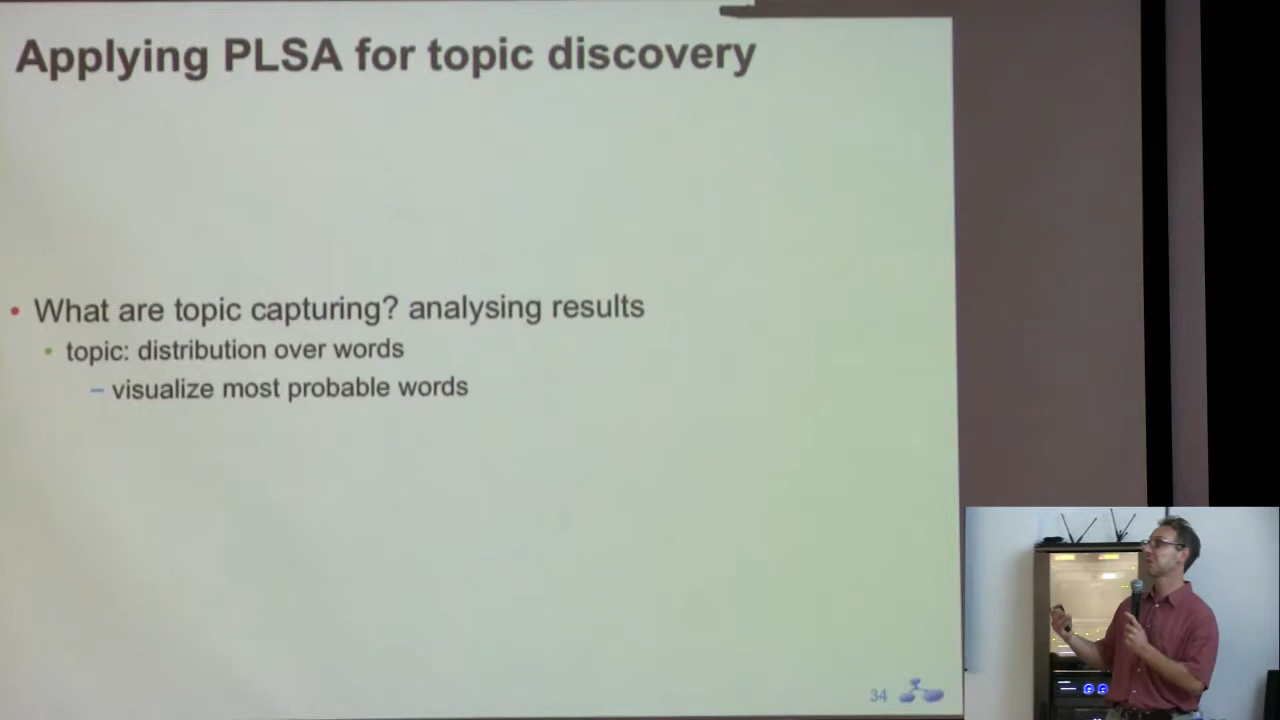 Applying PLSA for topic discovery
• What are topic capturing? analysing results
• topic: distribution over words
– visualize most probable words
34